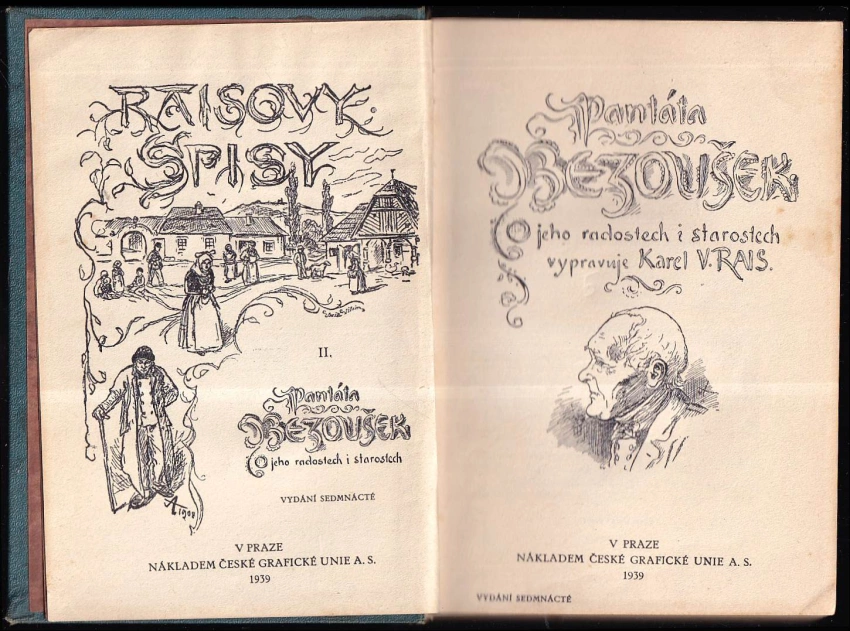 RAISOVY
SPISY
II.
Pantáta
BEZOUŠEK
O jeho radostech i starostech
VYDÁNÍ SEDMNÁCTÉ
1908
V PRAZE
NÁKLADEM ČESKÉ GRAFICKÉ UNIE A. S.
1939
Pantáta
BEZOUŠEK
O jeho radostech i starostech
vypravuje Karel V. RAIS.
V PRAZE
NÁKLADEM ČESKÉ GRAFICKÉ UNIE A. S.
1939
VYDÁNÍ SEDMNÁCTÉ